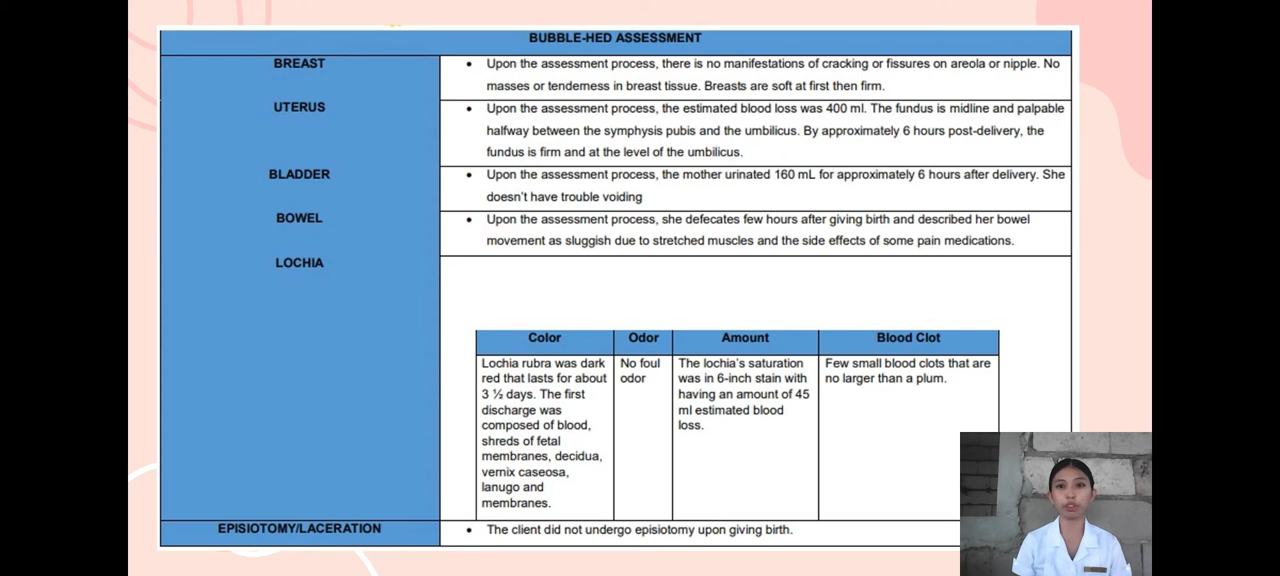 BUBBLE-HED ASSESSMENT
BREAST
• Upon the assessment process, there is no manifestations of cracking or fissures on areola or nipple. No
masses or tenderness in breast tissue. Breasts are soft at first then firm.
UTERUS
• Upon the assessment process, the estimated blood loss was 400 ml. The fundus is midline and palpable
halfway between the symphysis pubis and the umbilicus. By approximately 6 hours post-delivery, the
fundus is firm and at the level of the umbilicus.
BLADDER
• Upon the assessment process, the mother urinated 160 mL for approximately 6 hours after delivery. She
doesn't have trouble voiding
BOWEL
• Upon the assessment process, she defecates few hours after giving birth and described her bowel
movement as sluggish due to stretched muscles and the side effects of some pain medications.
LOCHIA
Color
Odor
Amount
Blood Clot
Lochia rubra was dark
red that lasts for about
3 ½ days. The first
discharge was
composed of blood,
shreds of fetal
membranes, decidua,
vernix caseosa,
lanugo and
membranes.
No foul
odor
The lochia's saturation
was in 6-inch stain with
having an amount of 45
ml estimated blood
loss.
Few small blood clots that are
no larger than a plum.
EPISIOTOMY/LACERATION
• The client did not undergo episiotomy upon giving birth.